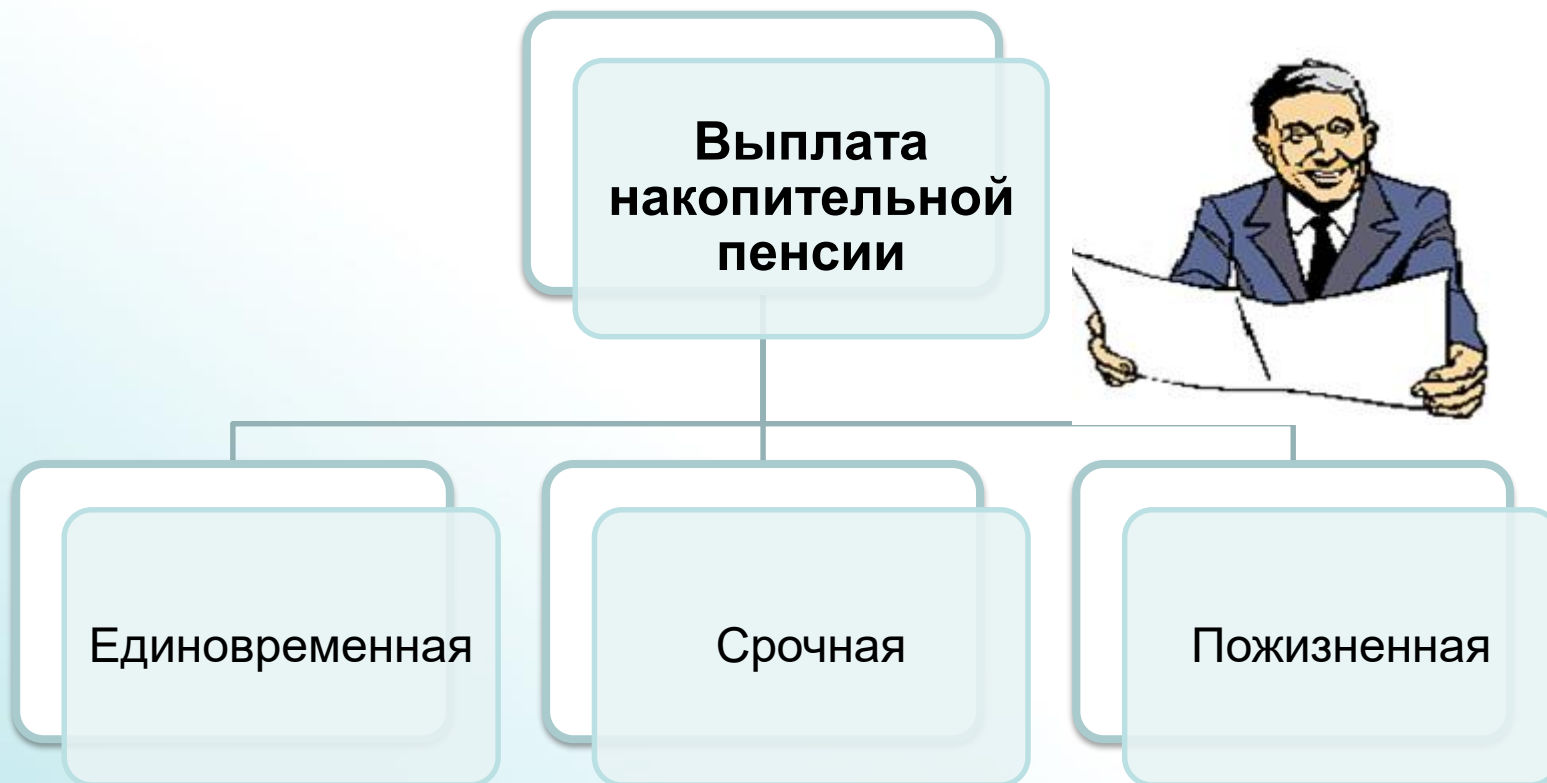 Выплата
накопительной
пенсии
Единовременная
Срочная
Пожизненная